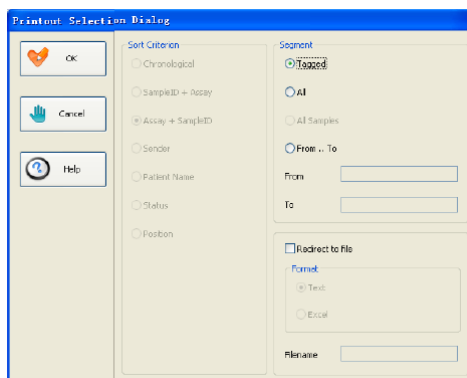 Printout Selection Dialog
OK
Cancel
Help
Sort Criterion
Chronological
SampleID + Assay
Assay + SampleID
Sender
Patient Name
Status
Position
Segment
Tagged
All
All Samples
From .. To
From
To
Redirect to file
Format
Text
Excel
Filename